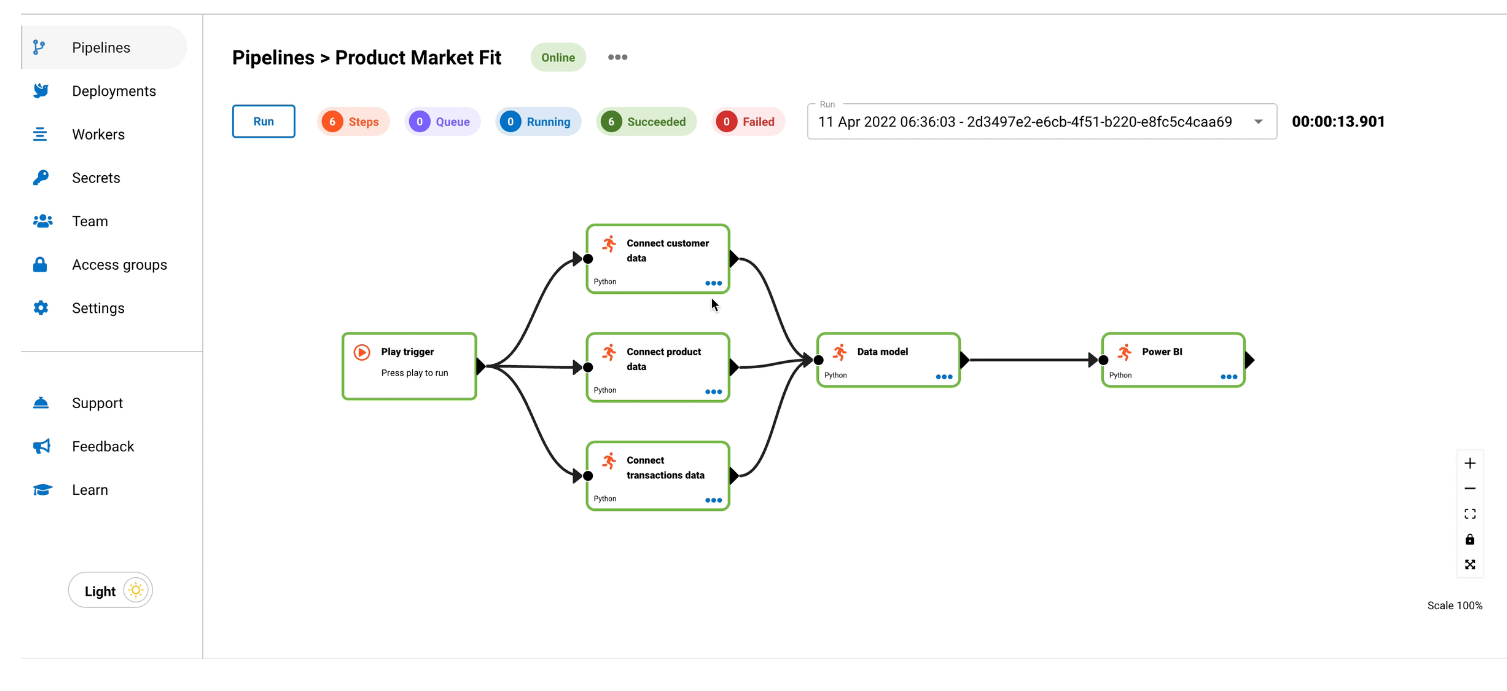 Pipelines
Deployments
Workers
Secrets
Team
Access groups
Settings
Support
Feedback
Learn
Light
Pipelines > Product Market Fit
Online
Run
6 Steps
0 Queue
0 Running
6 Succeeded
0 Failed
Run
11 Apr 2022 06:36:03 - 2d3497e2-e6cb-4f51-b220-e8fc5c4caa69
00:00:13.901
Play trigger
Press play to run
Connect customer
data
Python
Connect product
data
Python
Connect
transactions data
Python
Data model
Python
Power BI
Python
Scale 100%